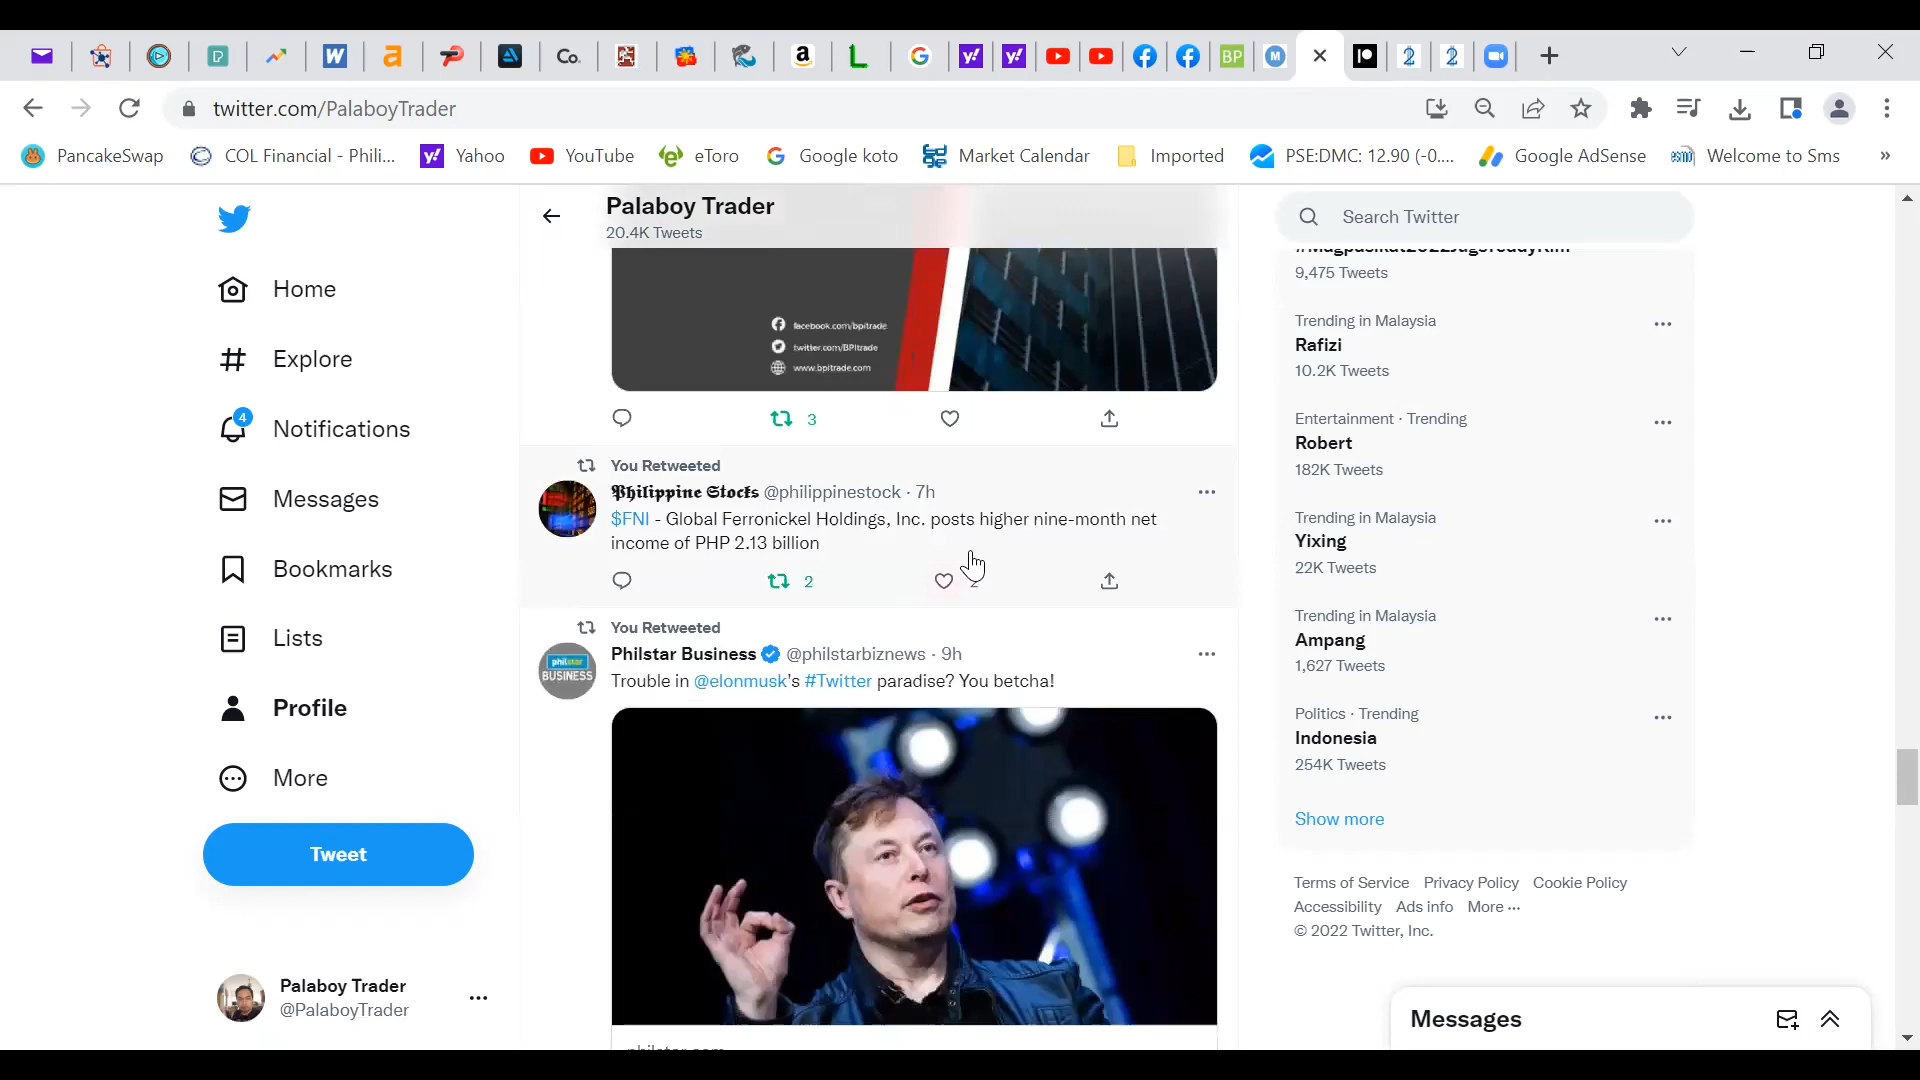 twitter.com/PalaboyTrader
PancakeSwap
COL Financial - Phili...
Yahoo
YouTube
eToro
Google koto
Market Calendar
Imported
PSE:DMC: 12.90 (-0....
Google AdSense
Welcome to Sms
»
Home
Explore
4
Notifications
Messages
Bookmarks
Lists
Profile
More
Tweet
Palaboy Trader
@PalaboyTrader
Palaboy Trader
20.4K Tweets
facebook.com/bpitrade
twitter.com/BPItrade
www.bpitrade.com
3
You Retweeted
Philippine Stocks @philippinestock · 7h
$FNI - Global Ferronickel Holdings, Inc. posts higher nine-month net
income of PHP 2.13 billion
2
2
You Retweeted
Philstar Business @philstarbiznews · 9h
philstar
BUSINESS
Trouble in @elonmusk's #Twitter paradise? You betcha!
Search Twitter
9,475 Tweets
Trending in Malaysia
Rafizi
10.2K Tweets
Entertainment · Trending
Robert
182K Tweets
Trending in Malaysia
Yixing
22K Tweets
Trending in Malaysia
Ampang
1,627 Tweets
Politics · Trending
Indonesia
254K Tweets
Show more
Terms of Service Privacy Policy Cookie Policy
Accessibility Ads info More ···
© 2022 Twitter, Inc.
Messages